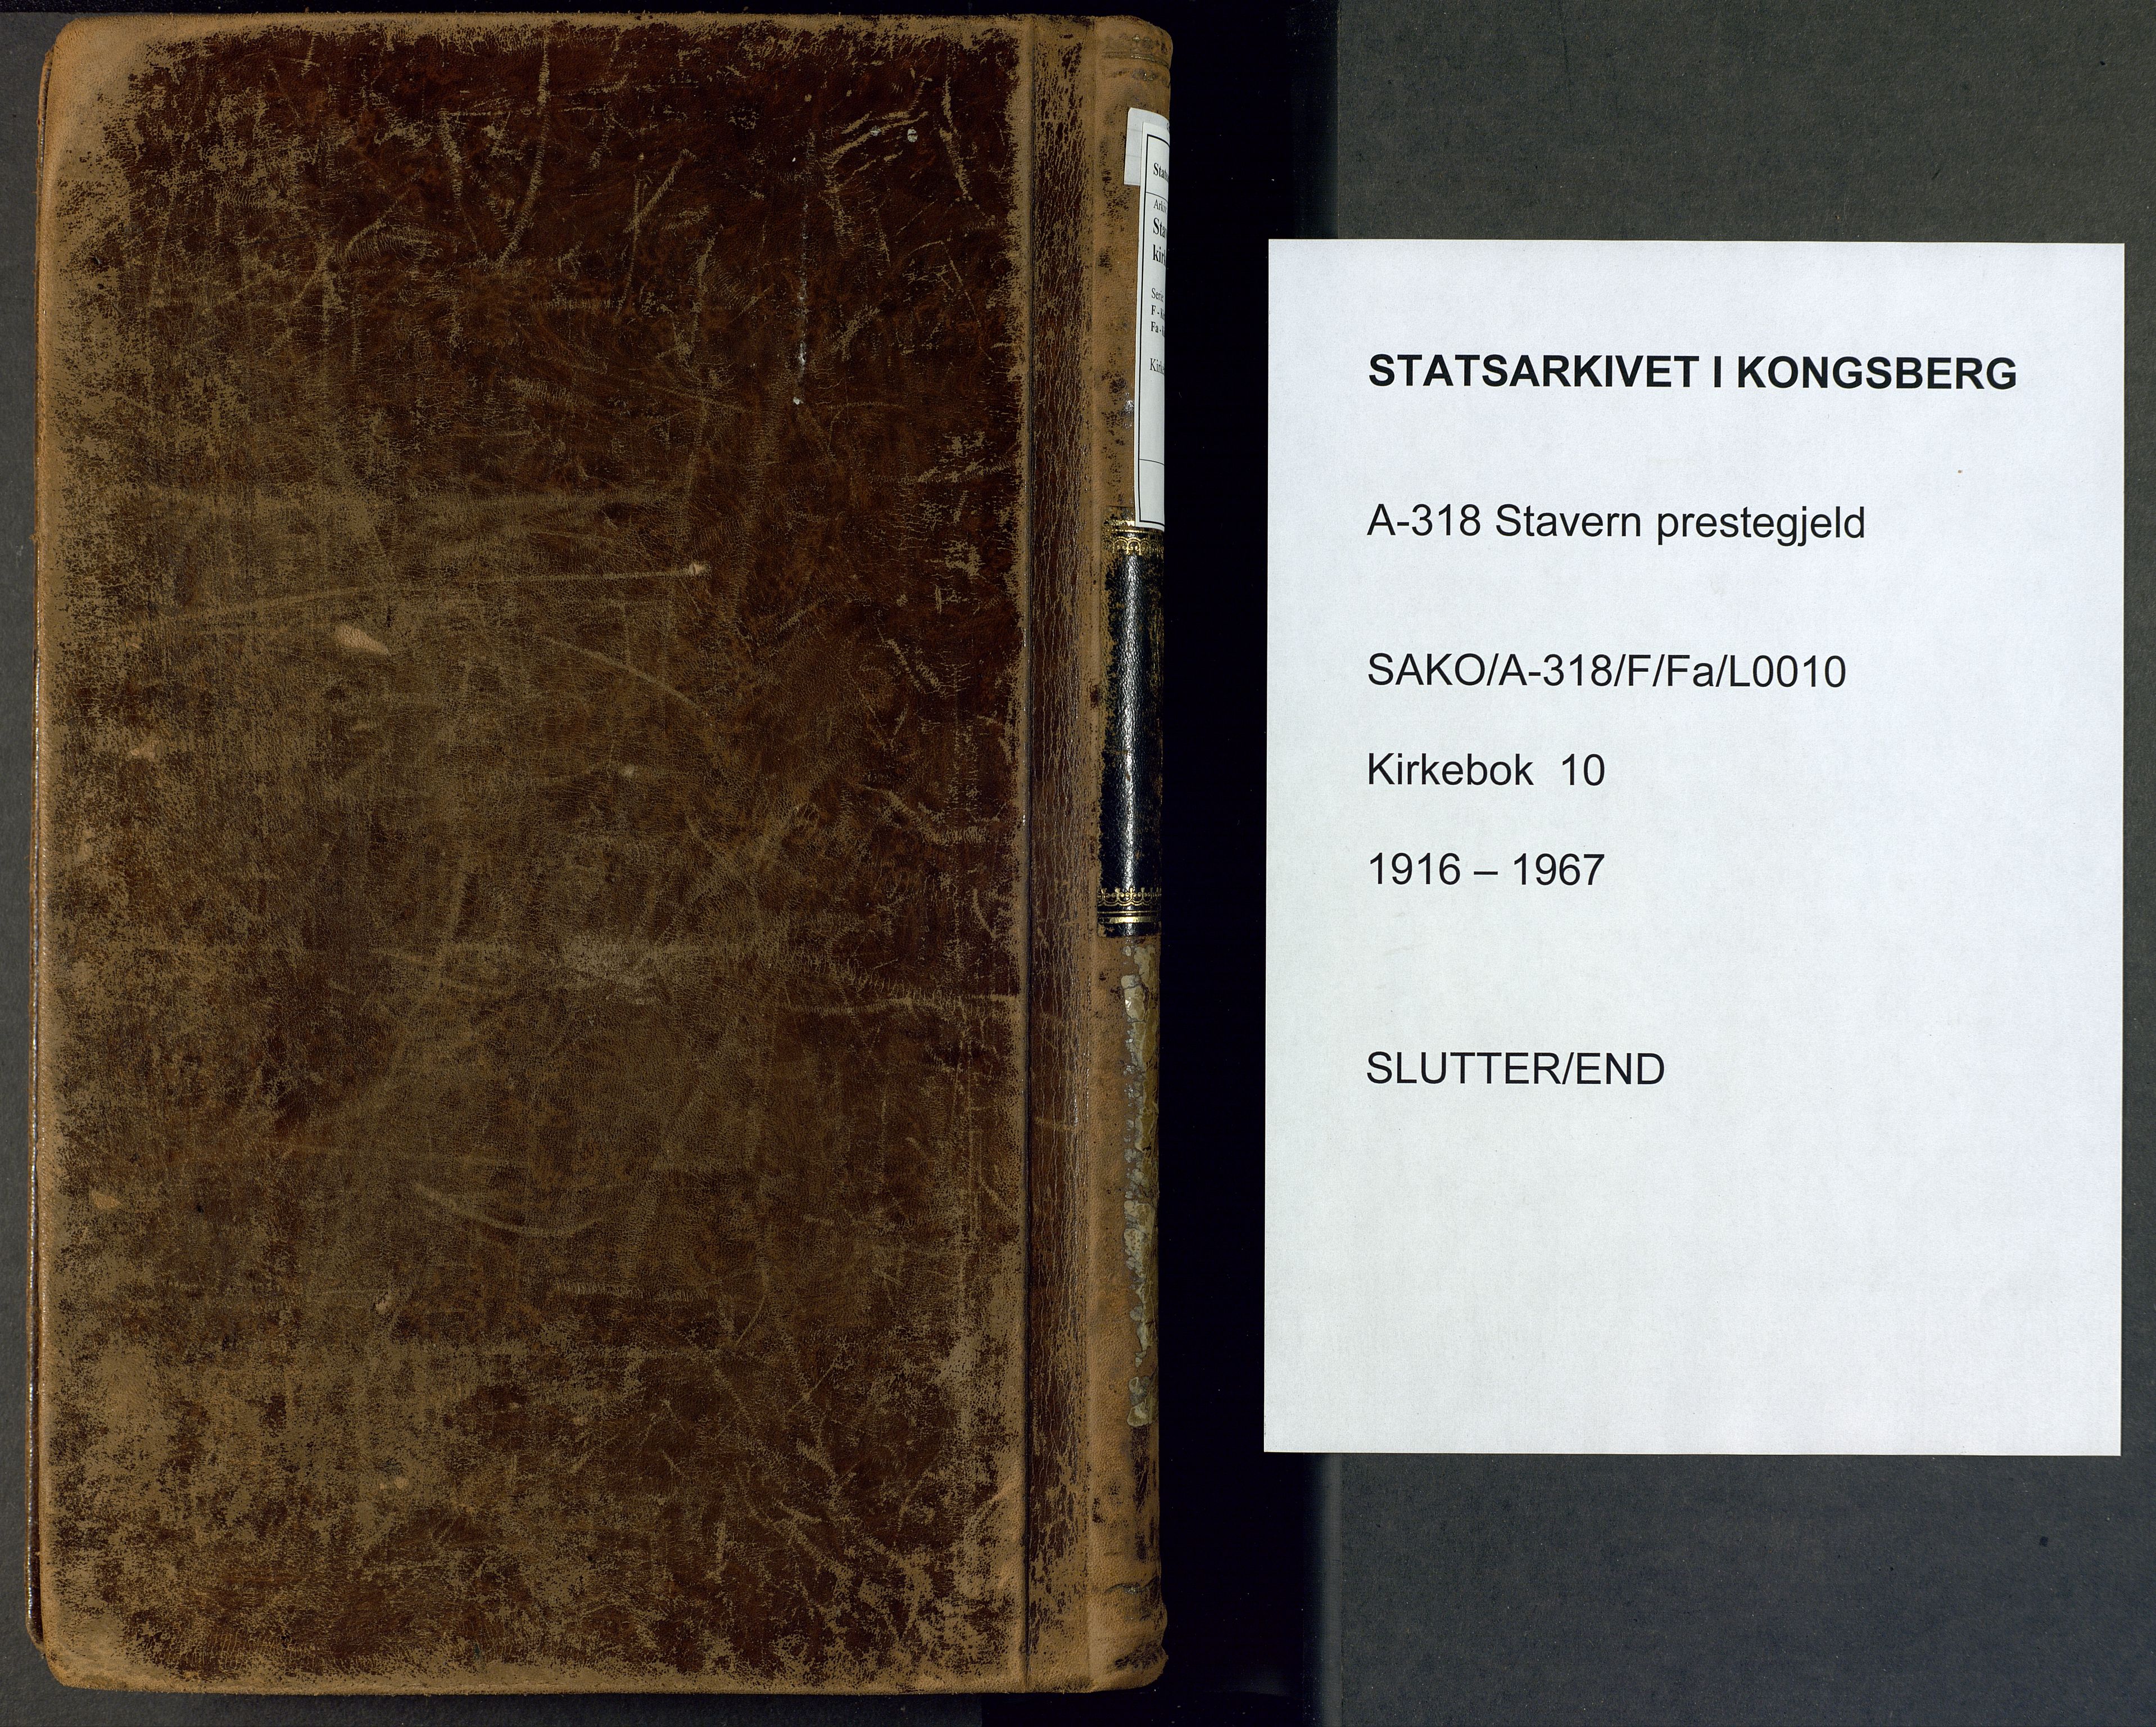 STATSARKIVET I KONGSBERG
A-318 Stavern prestegjeld
SAKO/A-318/F/Fa/L0010
Kirkebok 10
1916 – 1967
SLUTTER/END